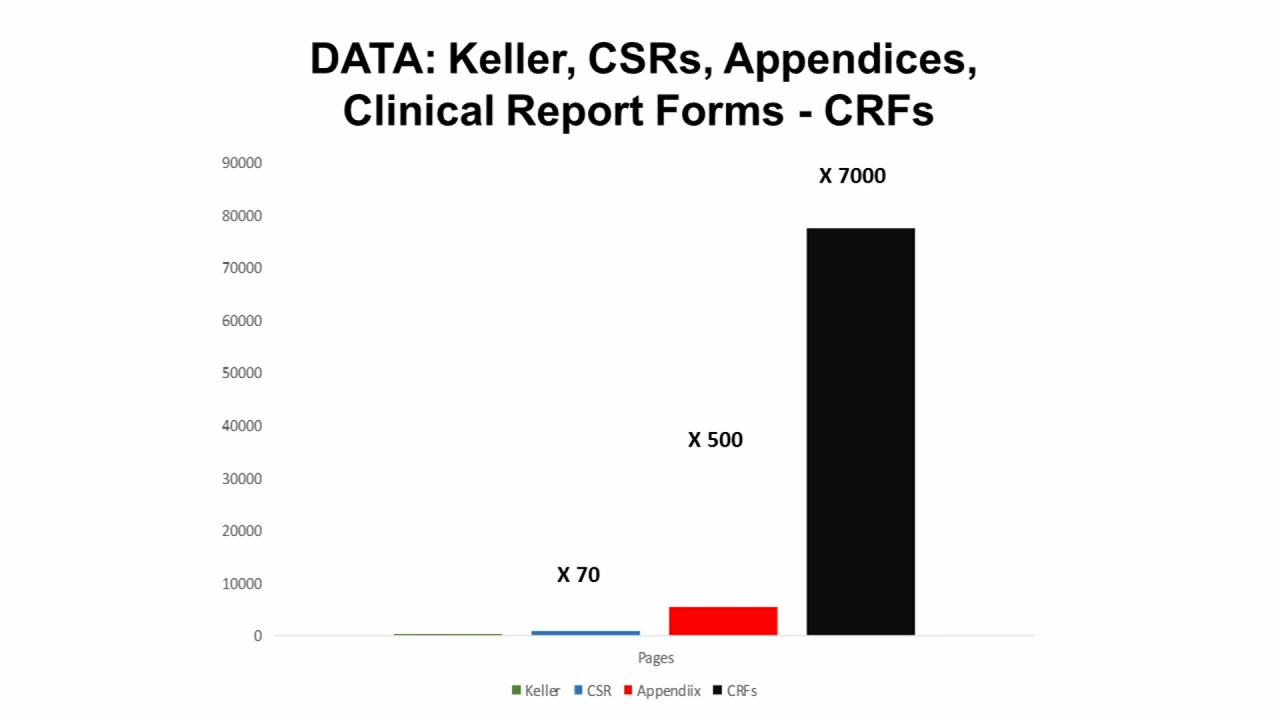 DATA: Keller, CSRs, Appendices,
Clinical Report Forms - CRFs
90000
X 7000
80000
70000
60000
50000
40000
X 500
30000
20000
10000
X 70
0
Pages
Keller CSR Appendiix CRFs